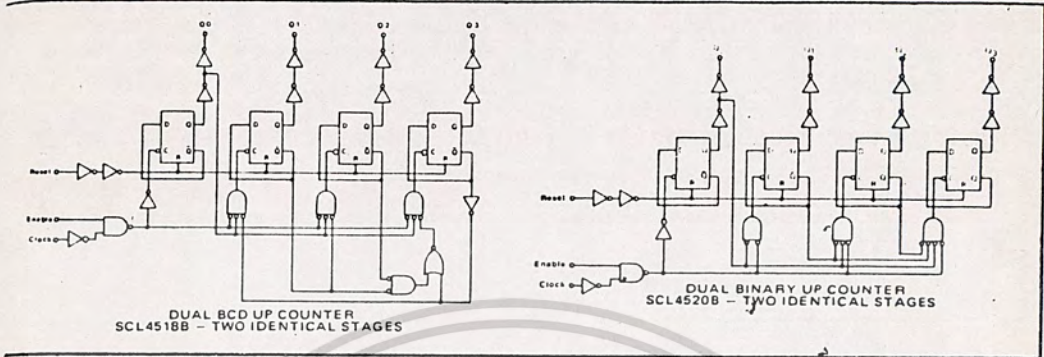 Q0 Q1 Q2 Q3
D Q D Q D Q D Q
C Q̄ C C C Q̄
R R R R
Reset
Enable
Clock
DUAL BCD UP COUNTER
SCL4518B – TWO IDENTICAL STAGES
D D Q
C C C Q
R
Reset
Enable
Clock
DUAL BINARY UP COUNTER
SCL4520B – TWO IDENTICAL STAGES